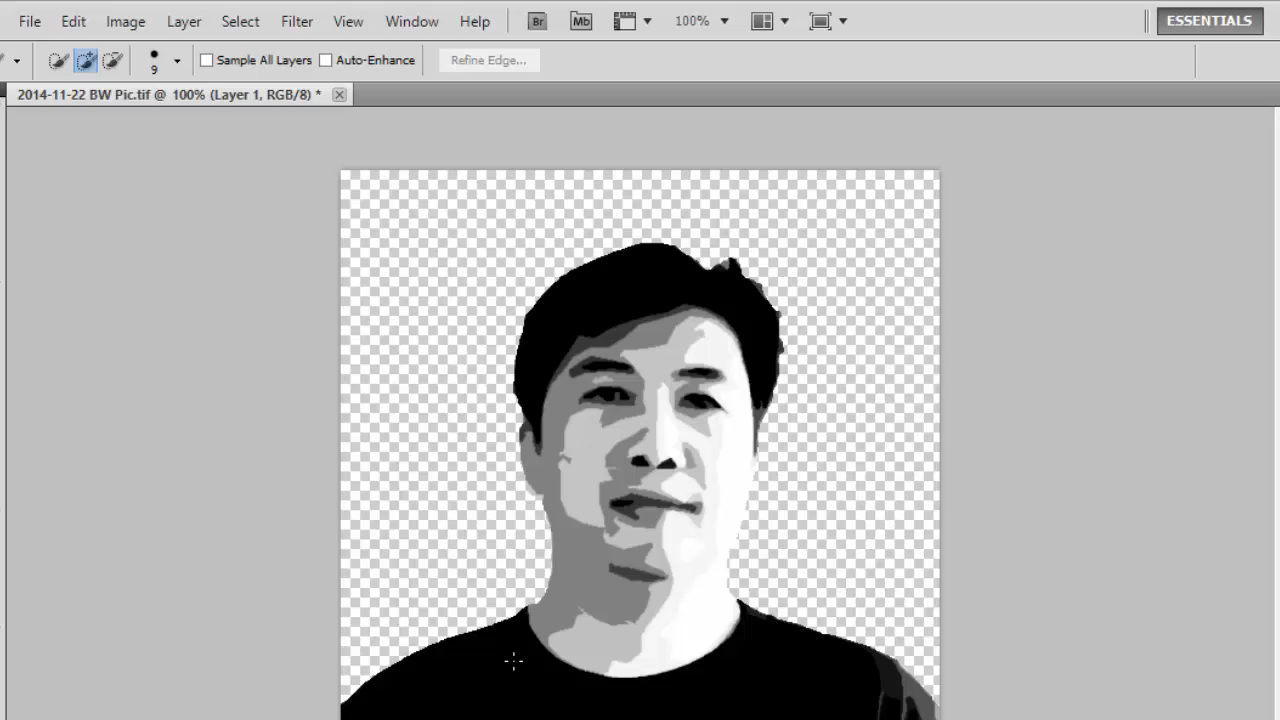 File Edit Image Layer Select Filter View Window Help Br Mb 100% ESSENTIALS
9 Sample All Layers Auto-Enhance Refine Edge...
2014-11-22 BW Pic.tif @ 100% (Layer 1, RGB/8) *